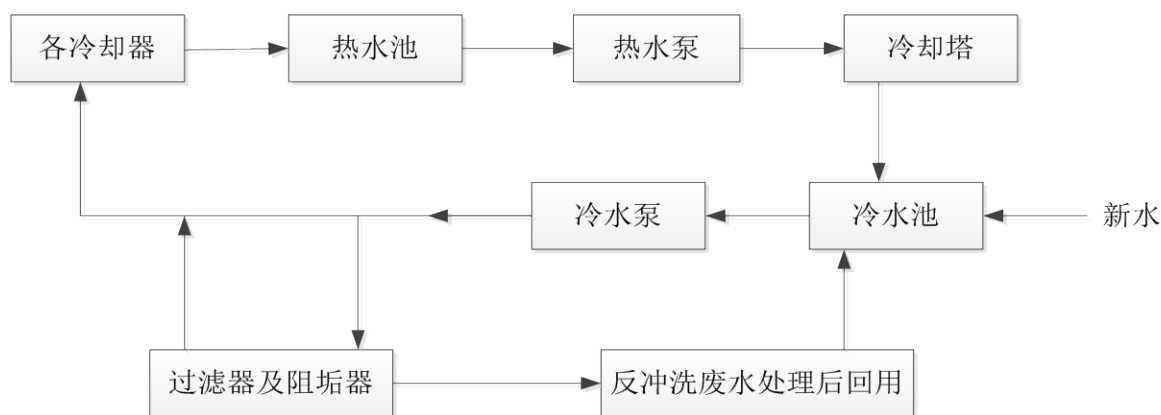 各冷却器
热水池
热水泵
冷却塔
冷水泵
冷水池
新水
过滤器及阻垢器
反冲洗废水处理后回用